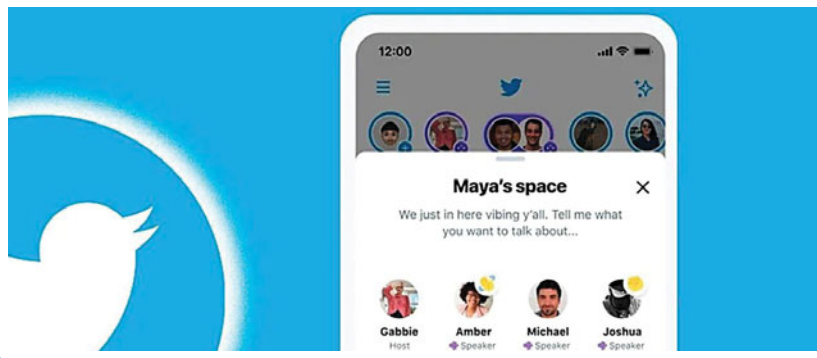 12:00
Maya's space
We just in here vibing y'all. Tell me what
you want to talk about...
Gabbie Amber Michael Joshua
Host Speaker Speaker Speaker